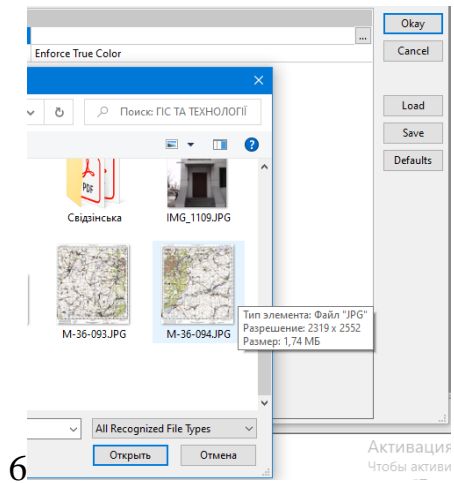 Okay
...
Enforce True Color
Cancel
Поиск: ГІС ТА ТЕХНОЛОГІЇ
Load
Save
Defaults
PDF
Свідзінська
IMG_1109.JPG
M-36-093.JPG
M-36-094.JPG
Тип элемента: Файл "JPG"
Разрешение: 2319 x 2552
Размер: 1,74 МБ
All Recognized File Types
Открыть
Отмена
Активация
Чтобы активи
б